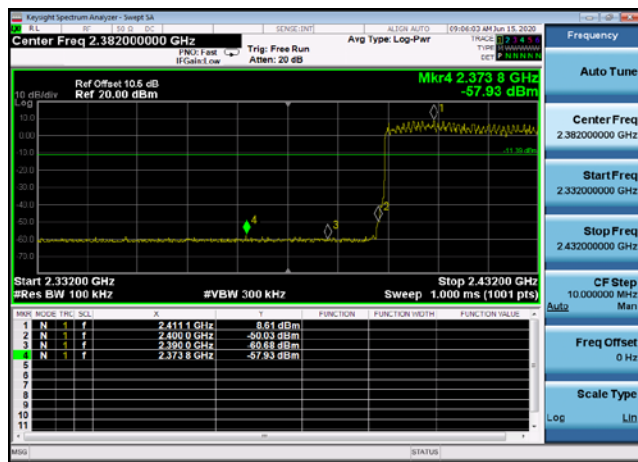 Keysight Spectrum Analyzer - Swept SA
RL RF 50 Ω DC SENSE:INT ALIGN AUTO 09:06:03 AM Jun 15, 2020
Center Freq 2.382000000 GHz
PNO: Fast Trig: Free Run Avg Type: Log-Pwr TRACE 1 2 3 4 5 6
IFGain:Low Atten: 20 dB TYPE M WWWWW
DET P N N N N N
Ref Offset 10.5 dB Mkr4 2.373 8 GHz
10 dB/div Ref 20.00 dBm -57.93 dBm
Log
10.0
0.00
-10.0
-11.39 dBm
-20.0
-30.0
-40.0
-50.0
-60.0
-70.0
1
2
3
4
Start 2.33200 GHz Stop 2.43200 GHz
#Res BW 100 kHz #VBW 300 kHz Sweep 1.000 ms (1001 pts)
MKR MODE TRC SCL X Y FUNCTION FUNCTION WIDTH FUNCTION VALUE
1 N 1 f 2.411 1 GHz 8.61 dBm
2 N 1 f 2.400 0 GHz -50.03 dBm
3 N 1 f 2.390 0 GHz -60.68 dBm
4 N 1 f 2.373 8 GHz -57.93 dBm
5
6
7
8
9
10
11
MSG STATUS
Frequency
Auto Tune
Center Freq
2.382000000 GHz
Start Freq
2.332000000 GHz
Stop Freq
2.432000000 GHz
CF Step
10.000000 MHz
Auto Man
Freq Offset
0 Hz
Scale Type
Log Lin